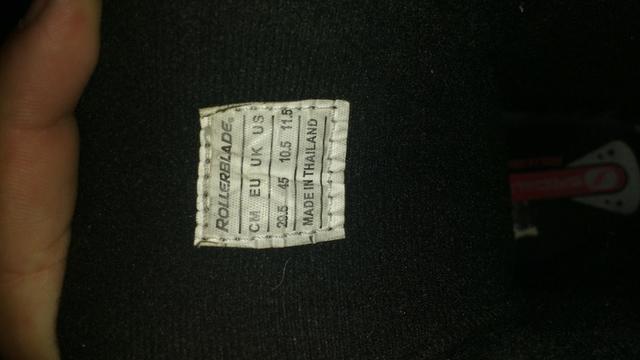 ROLLERBLADE®
CM EU UK US
29.5 45 10.5 11.5
MADE IN THAILAND